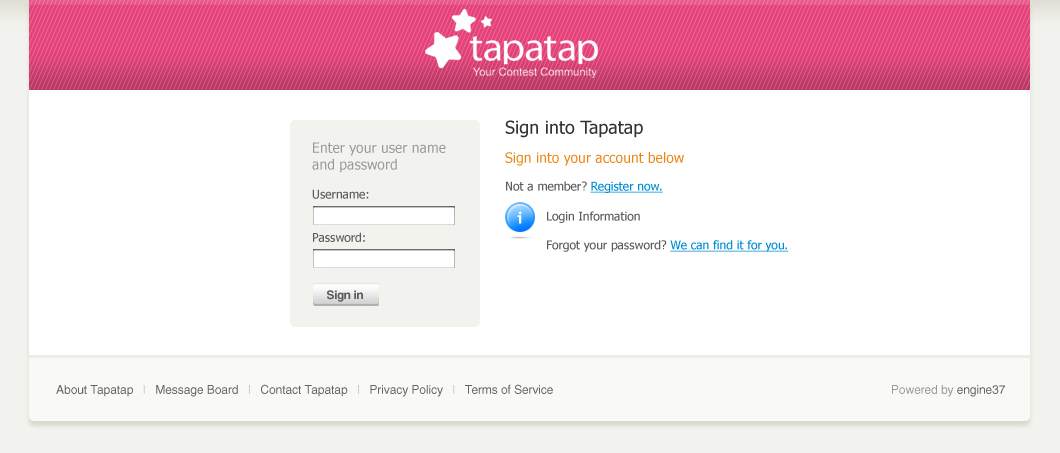 tapatap
Your Contest Community
Enter your user name
and password
Username:
Password:
Sign in
Sign into Tapatap
Sign into your account below
Not a member? Register now.
i
Login Information
Forgot your password? We can find it for you.
About Tapatap | Message Board | Contact Tapatap | Privacy Policy | Terms of Service
Powered by engine37